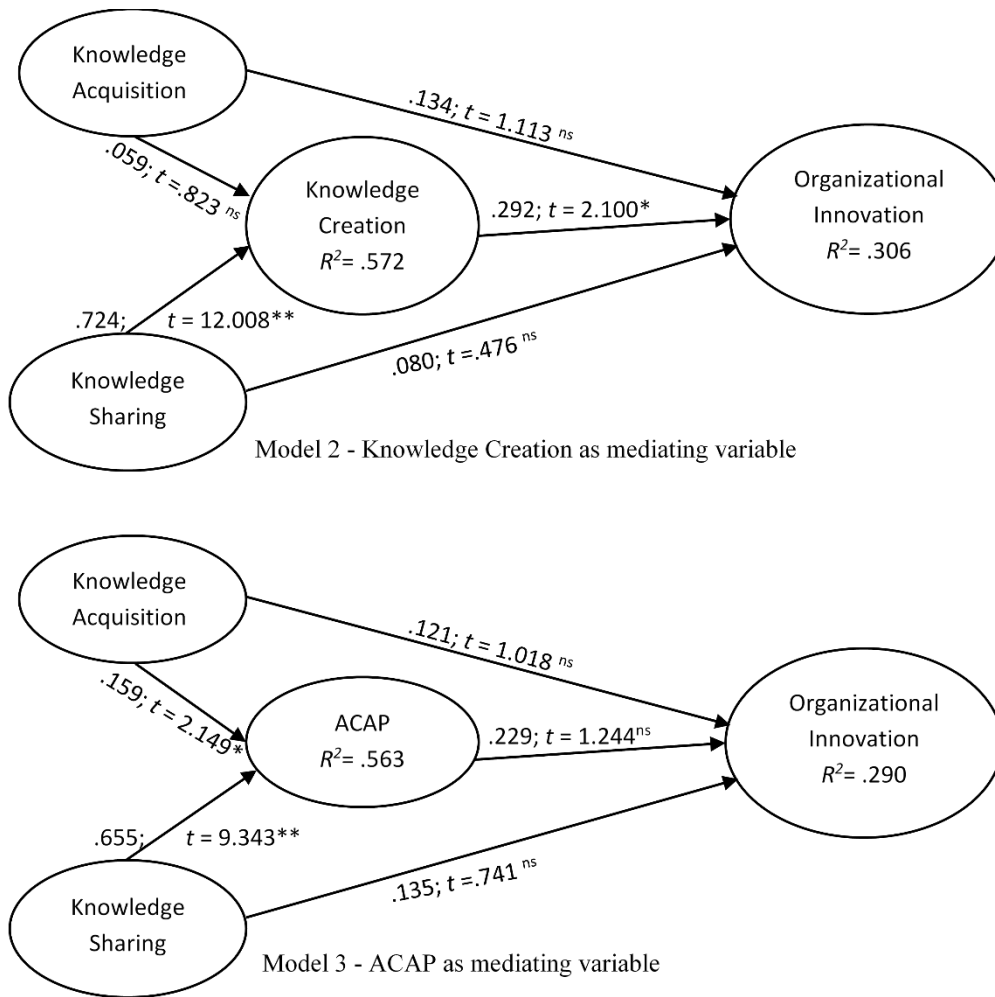 Knowledge
Acquisition
.134; t = 1.113 ns
.059; t =.823 ns
Knowledge
Creation
R²= .572
.292; t = 2.100*
Organizational
Innovation
R²= .306
.724; t = 12.008**
.080; t =.476 ns
Knowledge
Sharing
Model 2 - Knowledge Creation as mediating variable
Knowledge
Acquisition
.121; t = 1.018 ns
.159; t = 2.149*
ACAP
R²= .563
.229; t = 1.244ns
Organizational
Innovation
R²= .290
.655; t = 9.343**
.135; t =.741 ns
Knowledge
Sharing
Model 3 - ACAP as mediating variable